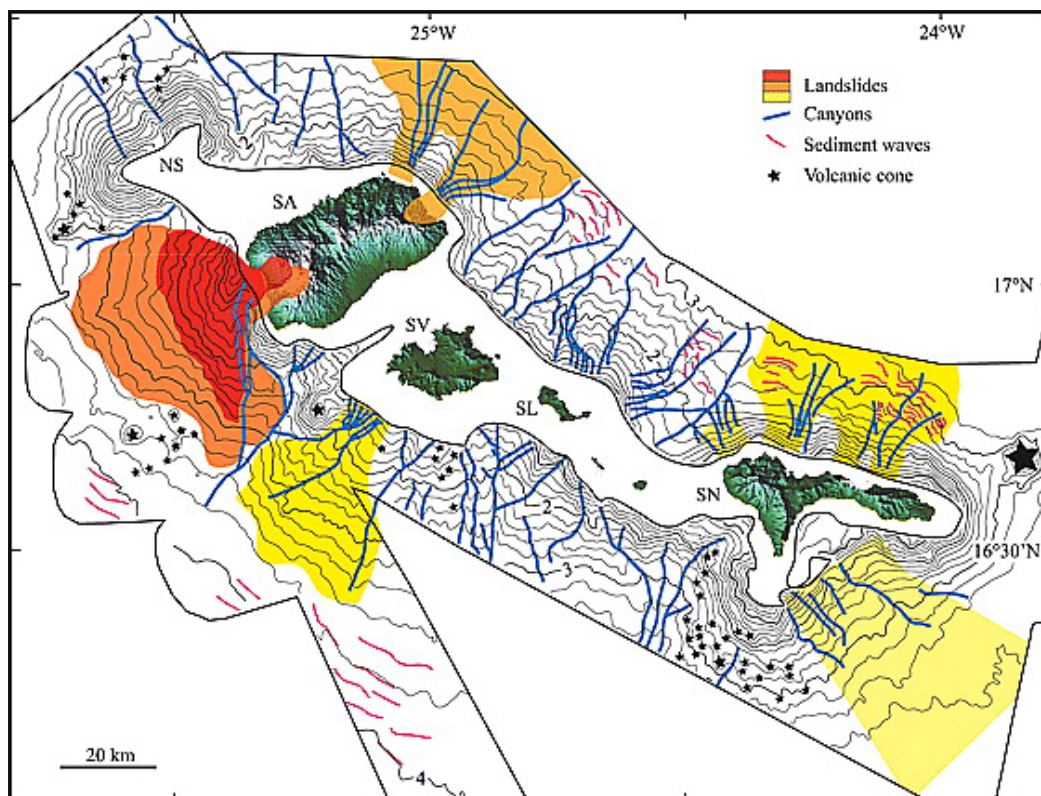 25°W
24°W
Landslides
Canyons
Sediment waves
Volcanic cone
2
NS
SA
17°N
3
SV
2
SL
SN
2
16°30'N
3
20 km
4